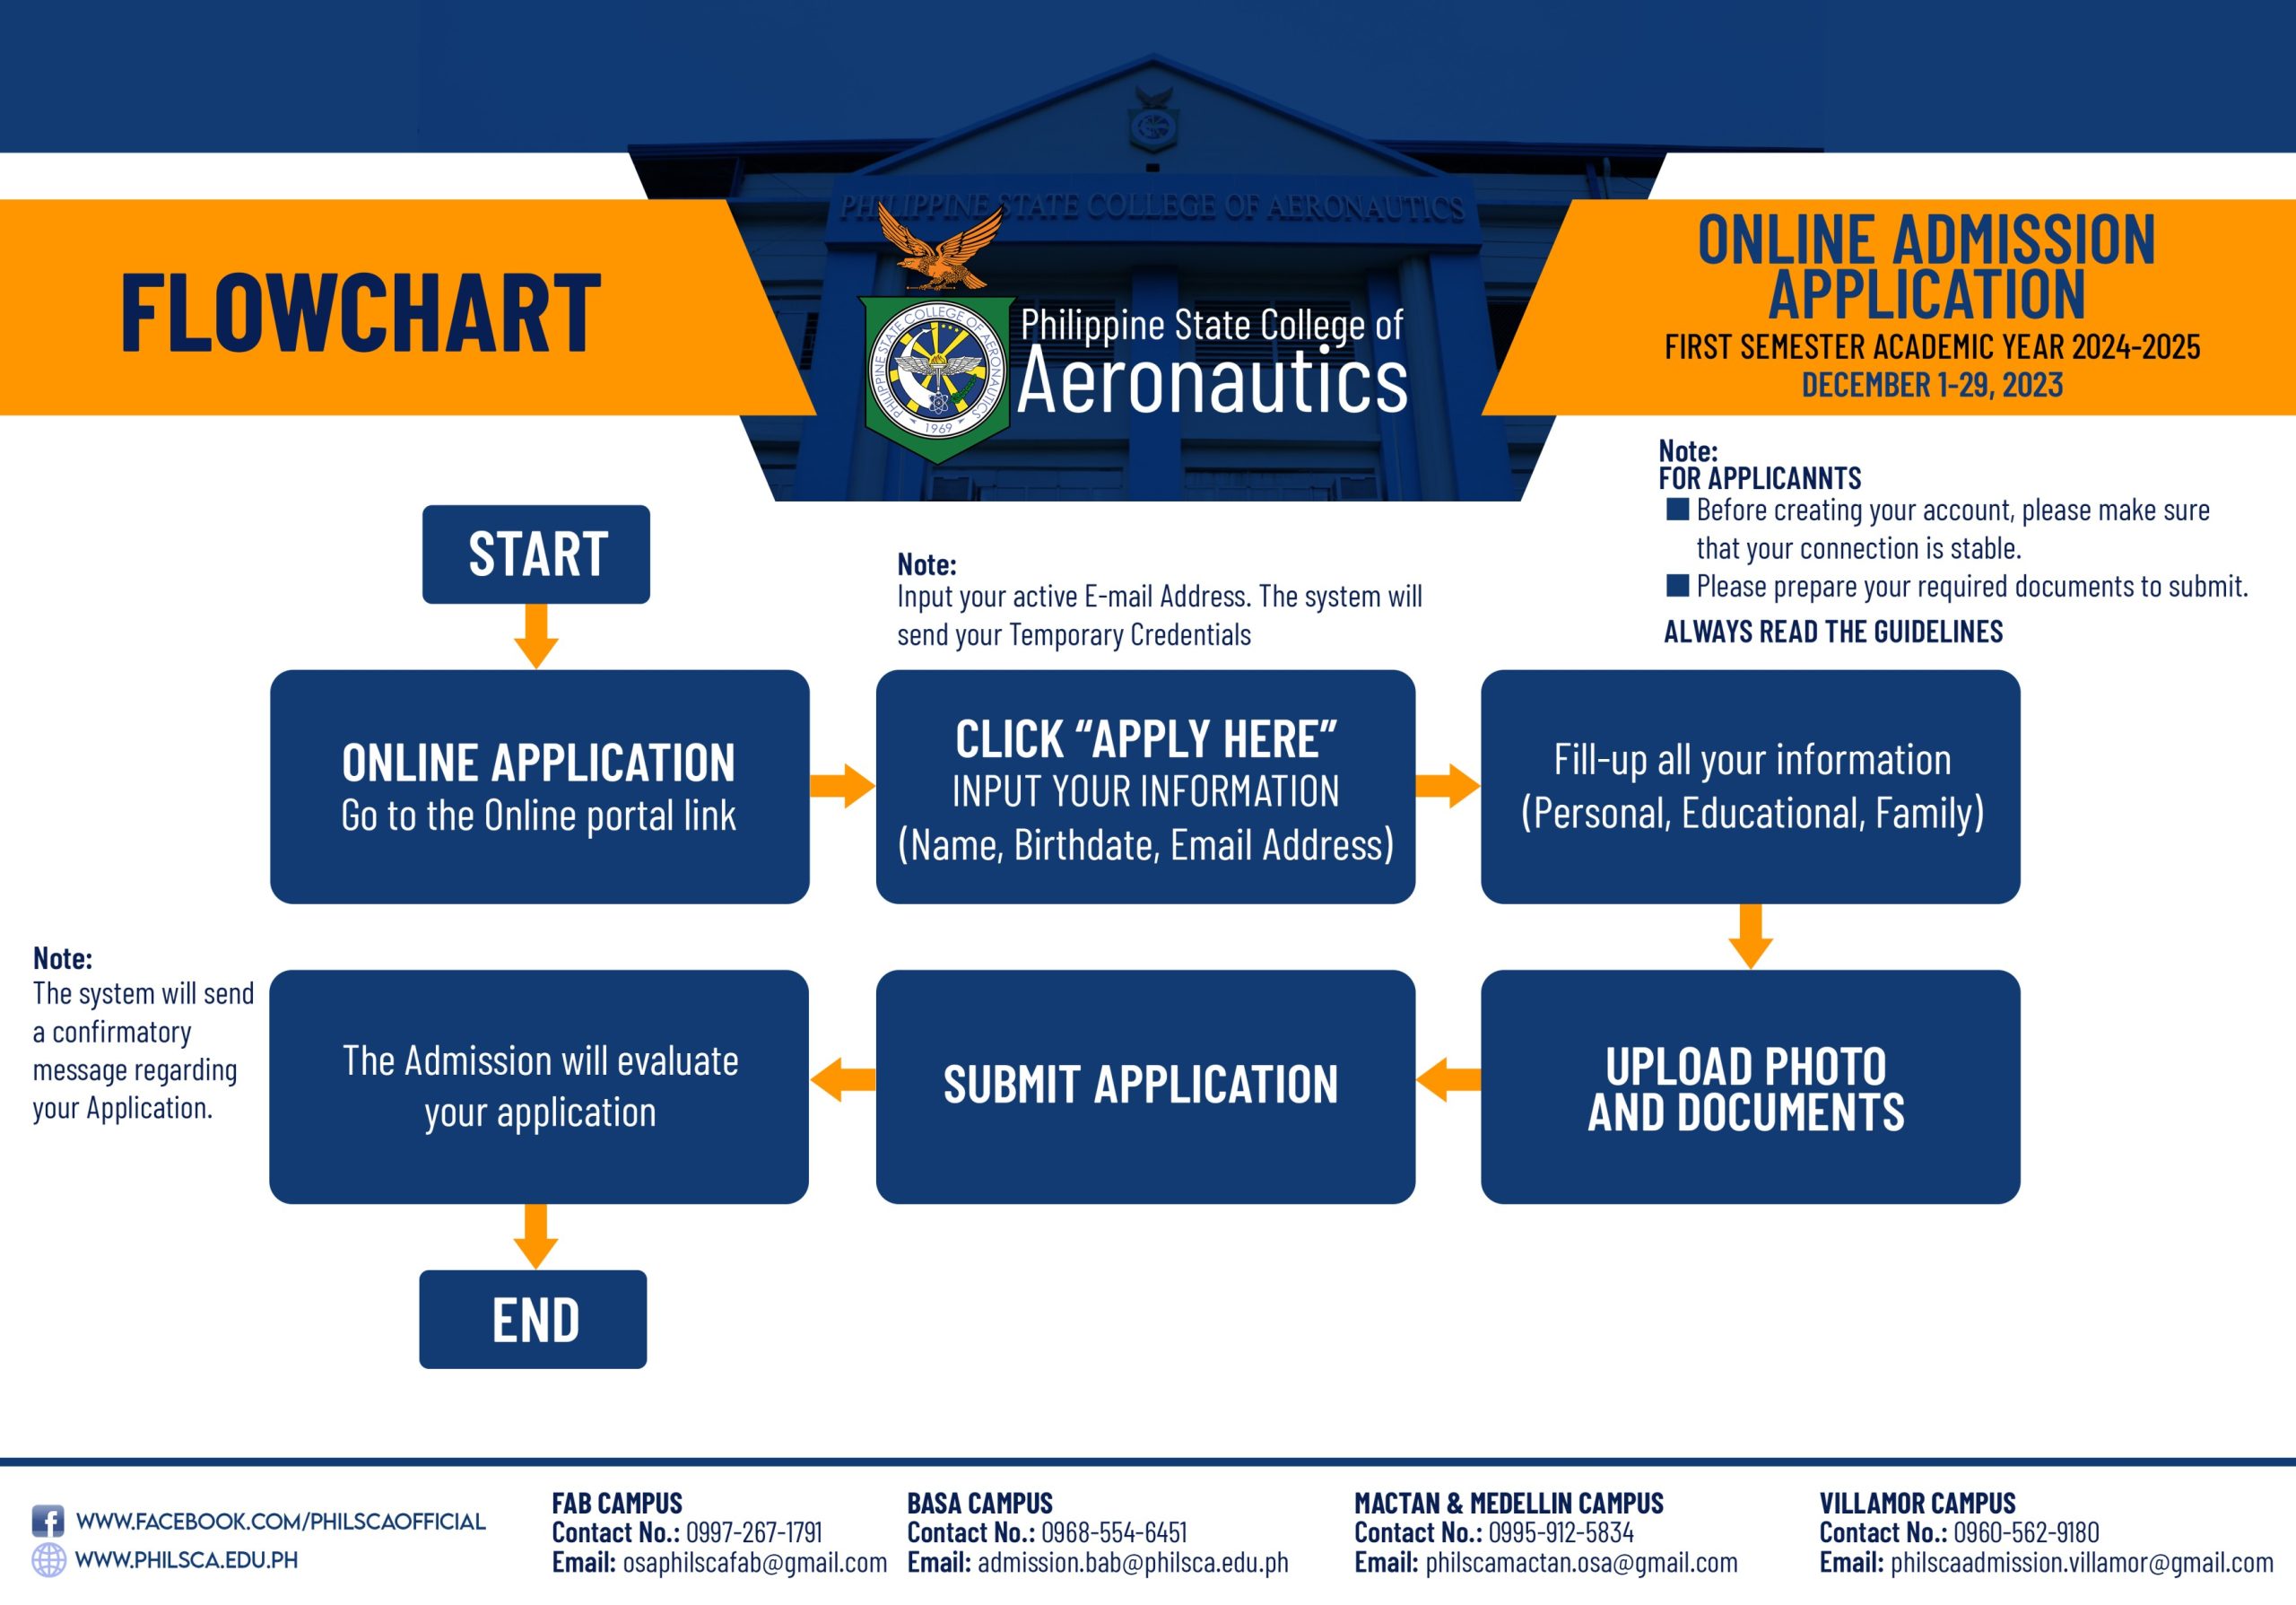 PHILIPPINE STATE COLLEGE OF AERONAUTICS
FLOWCHART
PHILIPPINE STATE COLLEGE OF AERONAUTICS
1969
Philippine State College of
Aeronautics
ONLINE ADMISSION
APPLICATION
FIRST SEMESTER ACADEMIC YEAR 2024-2025
DECEMBER 1-29, 2023
Note:
FOR APPLICANNTS
Before creating your account, please make sure
that your connection is stable.
Please prepare your required documents to submit.
ALWAYS READ THE GUIDELINES
START
Note:
Input your active E-mail Address. The system will
send your Temporary Credentials
ONLINE APPLICATION
Go to the Online portal link
CLICK “APPLY HERE”
INPUT YOUR INFORMATION
(Name, Birthdate, Email Address)
Fill-up all your information
(Personal, Educational, Family)
UPLOAD PHOTO
AND DOCUMENTS
SUBMIT APPLICATION
The Admission will evaluate
your application
Note:
The system will send
a confirmatory
message regarding
your Application.
END
WWW.FACEBOOK.COM/PHILSCAOFFICIAL
WWW.PHILSCA.EDU.PH
FAB CAMPUS
Contact No.: 0997-267-1791
Email: osaphilscafab@gmail.com
BASA CAMPUS
Contact No.: 0968-554-6451
Email: admission.bab@philsca.edu.ph
MACTAN & MEDELLIN CAMPUS
Contact No.: 0995-912-5834
Email: philscamactan.osa@gmail.com
VILLAMOR CAMPUS
Contact No.: 0960-562-9180
Email: philscaadmission.villamor@gmail.com